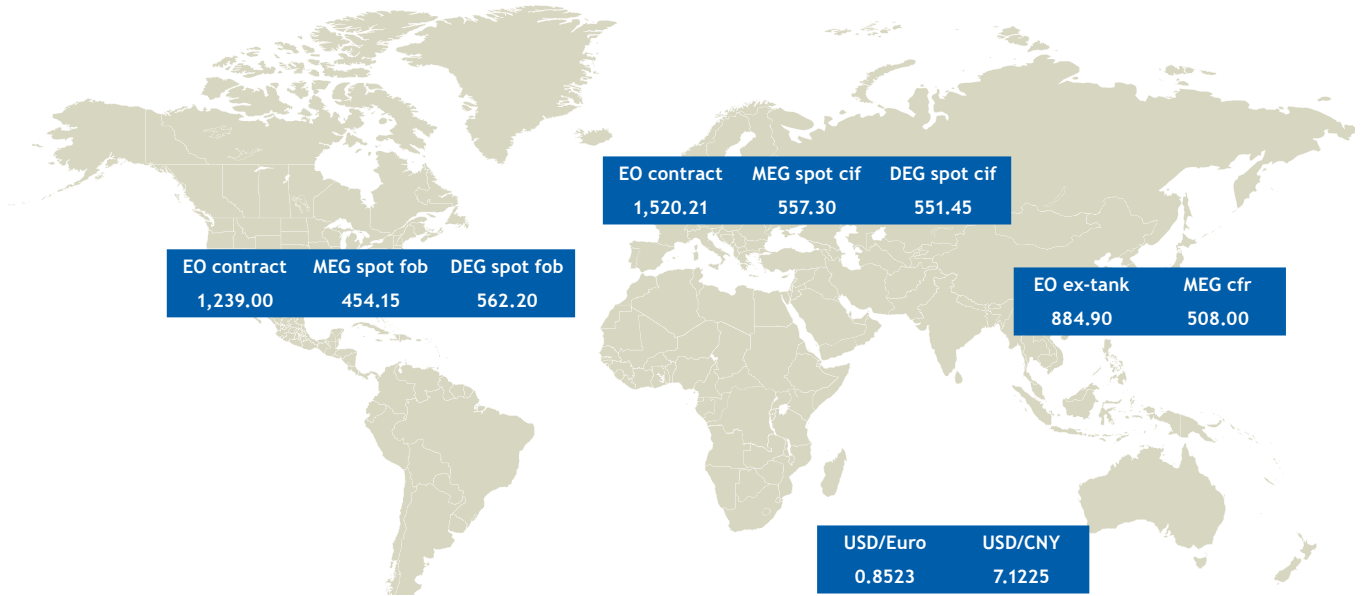 EO contract MEG spot cif DEG spot cif
1,520.21 557.30 551.45
EO contract MEG spot fob DEG spot fob
1,239.00 454.15 562.20
EO ex-tank MEG cfr
884.90 508.00
USD/Euro USD/CNY
0.8523 7.1225